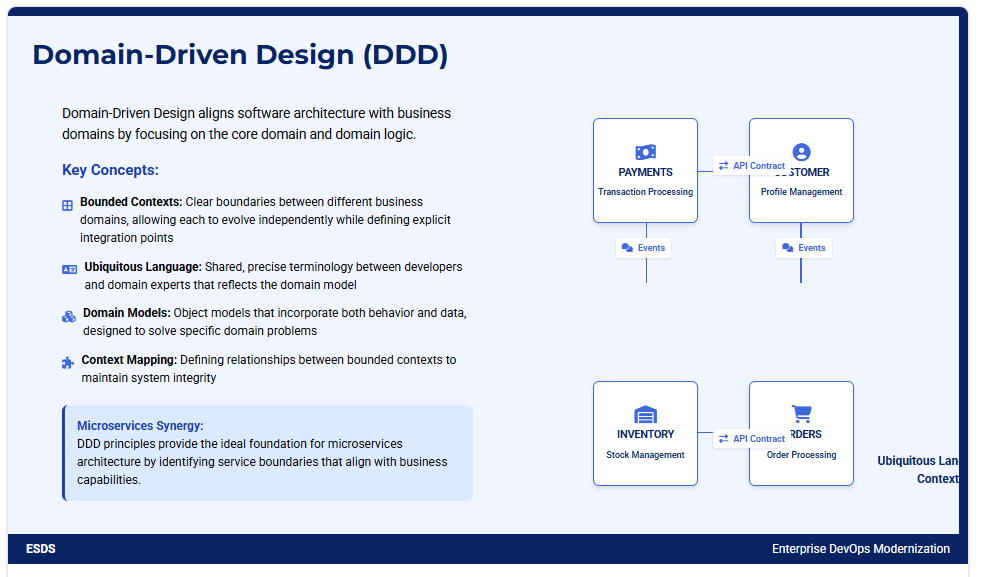 Domain-Driven Design (DDD)
Domain-Driven Design aligns software architecture with business
domains by focusing on the core domain and domain logic.
Key Concepts:
Bounded Contexts: Clear boundaries between different business
domains, allowing each to evolve independently while defining explicit
integration points
Ubiquitous Language: Shared, precise terminology between developers
and domain experts that reflects the domain model
Domain Models: Object models that incorporate both behavior and data,
designed to solve specific domain problems
Context Mapping: Defining relationships between bounded contexts to
maintain system integrity
Microservices Synergy:
DDD principles provide the ideal foundation for microservices
architecture by identifying service boundaries that align with business
capabilities.
PAYMENTS
Transaction Processing
API Contract
STOMER
Profile Management
Events
Events
INVENTORY
Stock Management
API Contract
RDERS
Order Processing
Ubiquitous Lan
Context
ESDS
Enterprise DevOps Modernization